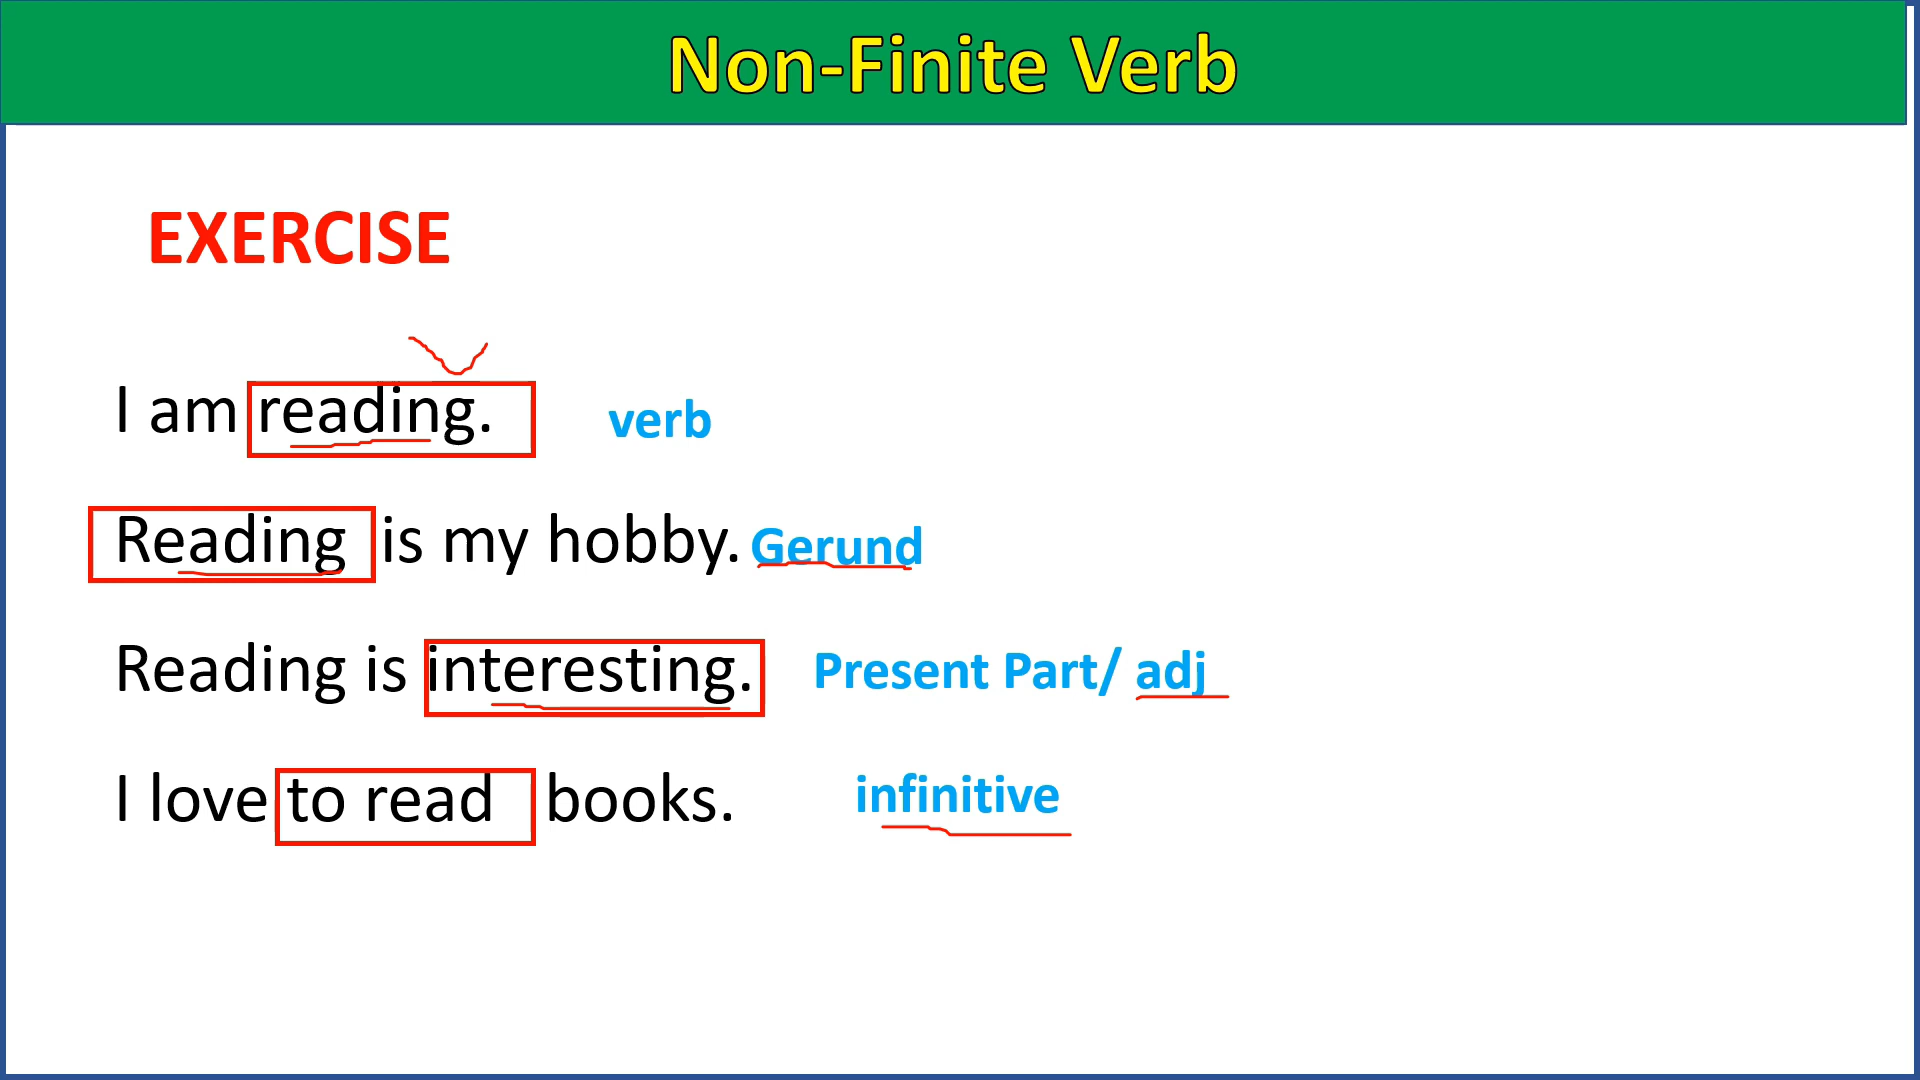 Non-Finite Verb
EXERCISE
I am reading. verb
Reading is my hobby. Gerund
Reading is interesting. Present Part/ adj
I love to read books. infinitive